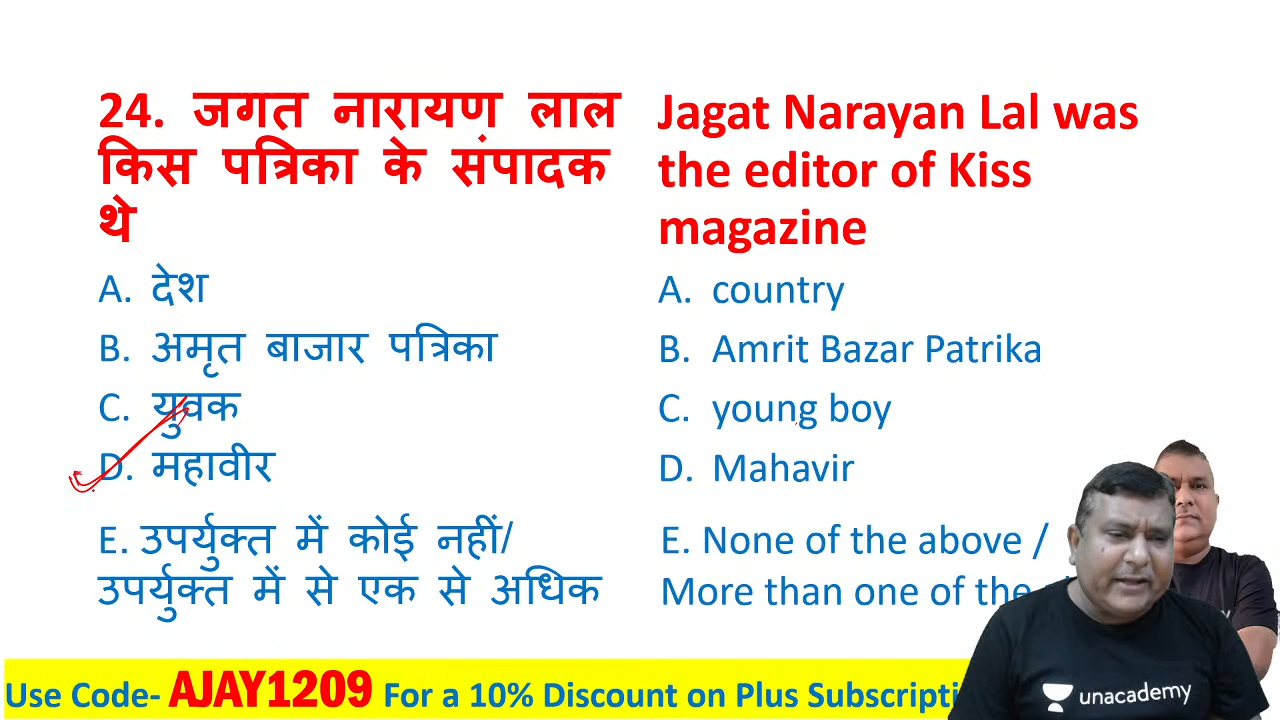 24. जगत नारायण लाल
किस पत्रिका के संपादक
थे
A. देश
B. अमृत बाजार पत्रिका
C. युवक
D. महावीर
E. उपर्युक्त में कोई नहीं/
उपर्युक्त में से एक से अधिक
Jagat Narayan Lal was
the editor of Kiss
magazine
A. country
B. Amrit Bazar Patrika
C. young boy
D. Mahavir
E. None of the above /
More than one of the
Use Code- AJAY1209 For a 10% Discount on Plus
unacademy